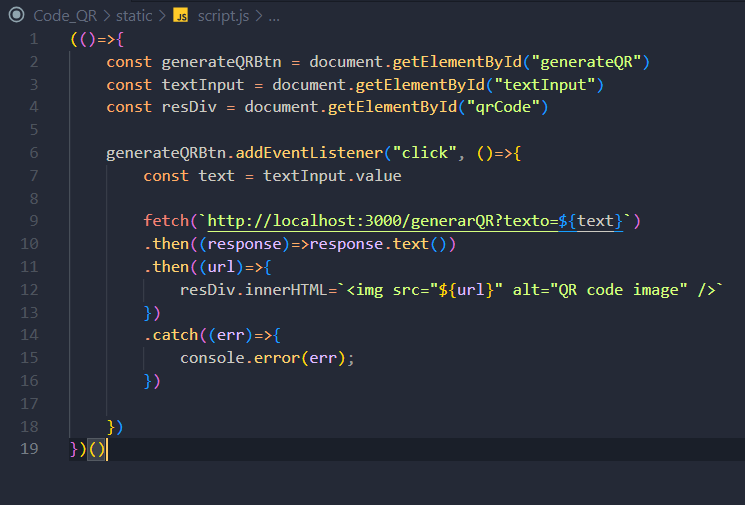 Code_QR > static > JS script.js > ...
1 (()=>{
2     const generateQRBtn = document.getElementById("generateQR")
3     const textInput = document.getElementById("textInput")
4     const resDiv = document.getElementById("qrCode")
5
6     generateQRBtn.addEventListener("click", ()=>{
7         const text = textInput.value
8
9         fetch(`http://localhost:3000/generarQR?texto=${text}`)
10         .then((response)=>response.text())
11         .then((url)=>{
12             resDiv.innerHTML=`<img src="${url}" alt="QR code image" />`
13         })
14         .catch((err)=>{
15             console.error(err);
16         })
17
18     })
19 })()